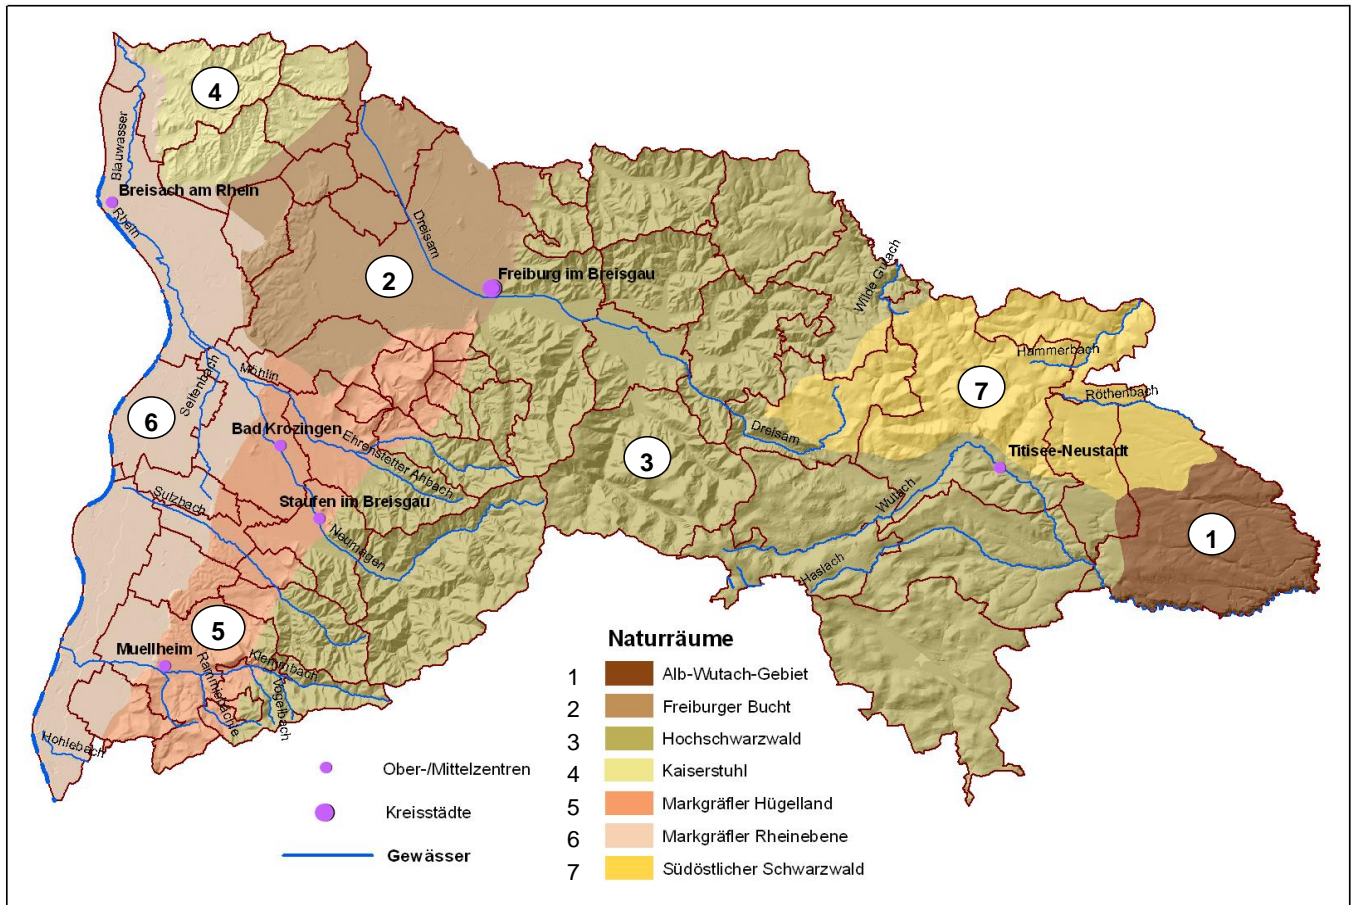 4
Blauwasser
Breisach am Rhein
Rhein
Dreisam
2
Freiburg im Breisgau
Wilde Gutach
Hammerbach
7
Röthenbach
Möhlin
Seltenbach
6
Bad Krozingen
Ehrenstetter Ahbach
3
Dreisam
Titisee-Neustadt
Sulzbach
Staufen im Breisgau
Neumagen
Wutach
1
Haslach
5
Muellheim
Klemmbach
Rammlebächle
Vogelbach
Hohlebach
Naturräume
1 Alb-Wutach-Gebiet
2 Freiburger Bucht
3 Hochschwarzwald
4 Kaiserstuhl
5 Markgräfler Hügelland
6 Markgräfler Rheinebene
7 Südöstlicher Schwarzwald
Ober-/Mittelzentren
Kreisstädte
Gewässer